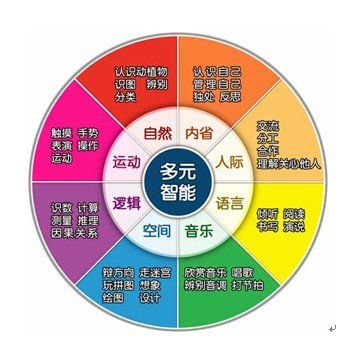 多元
智能
自然
内省
人际
语言
音乐
空间
逻辑
运动
认识动植物
识图 辨别
分类
认识自己
管理自己
独处 反思
交流
分工
合作
理解关心他人
倾听 阅读
书写 演说
欣赏音乐 唱歌
辨别音调 打节拍
辩方向 走迷宫
玩拼图 想象
绘图 设计
识数 计算
测量 推理
因果关系
触摸 手势
表演 操作
运动